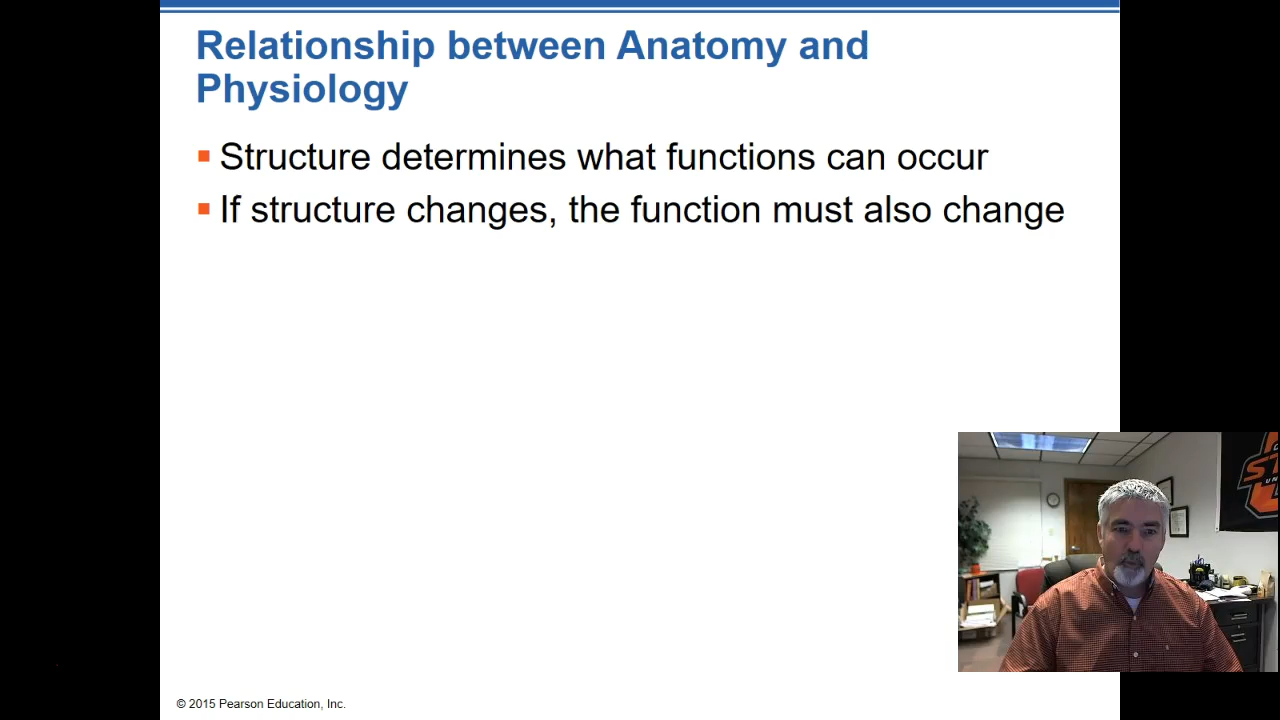 Relationship between Anatomy and
Physiology
▪ Structure determines what functions can occur
▪ If structure changes, the function must also change
© 2015 Pearson Education, Inc.